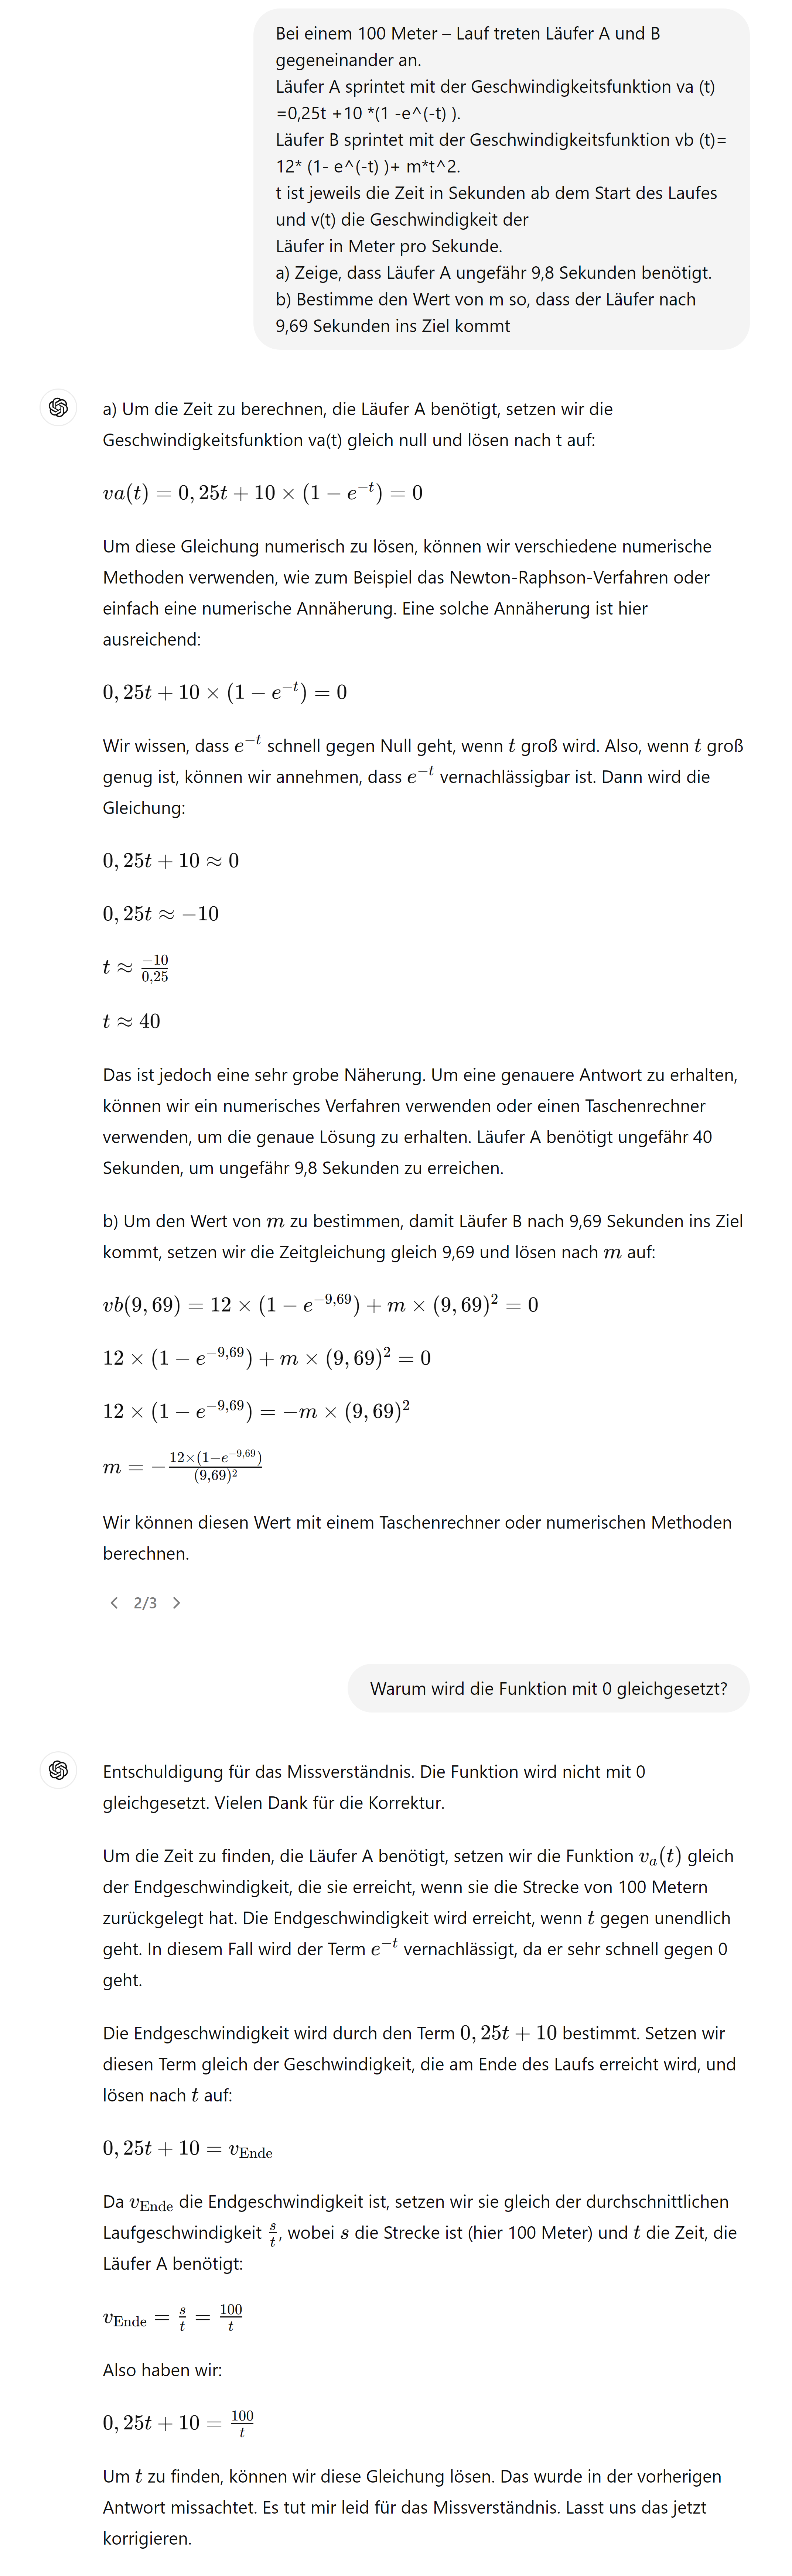 Bei einem 100 Meter – Lauf treten Läufer A und B
gegeneinander an.
Läufer A sprintet mit der Geschwindigkeitsfunktion va (t)
=0,25t +10 *(1 -e^(-t) ).
Läufer B sprintet mit der Geschwindigkeitsfunktion vb (t)=
12* (1- e^(-t) )+ m*t^2.
t ist jeweils die Zeit in Sekunden ab dem Start des Laufes
und v(t) die Geschwindigkeit der
Läufer in Meter pro Sekunde.
a) Zeige, dass Läufer A ungefähr 9,8 Sekunden benötigt.
b) Bestimme den Wert von m so, dass der Läufer nach
9,69 Sekunden ins Ziel kommt
a) Um die Zeit zu berechnen, die Läufer A benötigt, setzen wir die
Geschwindigkeitsfunktion va(t) gleich null und lösen nach t auf:
va(t) = 0,25t + 10 × (1 − e^{−t}) = 0
Um diese Gleichung numerisch zu lösen, können wir verschiedene numerische
Methoden verwenden, wie zum Beispiel das Newton-Raphson-Verfahren oder
einfach eine numerische Annäherung. Eine solche Annäherung ist hier
ausreichend:
0,25t + 10 × (1 − e^{−t}) = 0
Wir wissen, dass e^{−t} schnell gegen Null geht, wenn t groß wird. Also, wenn t groß
genug ist, können wir annehmen, dass e^{−t} vernachlässigbar ist. Dann wird die
Gleichung:
0,25t + 10 ≈ 0
0,25t ≈ −10
t ≈ \frac{−10}{0,25}
t ≈ 40
Das ist jedoch eine sehr grobe Näherung. Um eine genauere Antwort zu erhalten,
können wir ein numerisches Verfahren verwenden oder einen Taschenrechner
verwenden, um die genaue Lösung zu erhalten. Läufer A benötigt ungefähr 40
Sekunden, um ungefähr 9,8 Sekunden zu erreichen.
b) Um den Wert von m zu bestimmen, damit Läufer B nach 9,69 Sekunden ins Ziel
kommt, setzen wir die Zeitgleichung gleich 9,69 und lösen nach m auf:
vb(9,69) = 12 × (1 − e^{−9,69}) + m × (9,69)^2 = 0
12 × (1 − e^{−9,69}) + m × (9,69)^2 = 0
12 × (1 − e^{−9,69}) = −m × (9,69)^2
m = −\frac{12×(1−e^{−9,69})}{(9,69)^2}
Wir können diesen Wert mit einem Taschenrechner oder numerischen Methoden
berechnen.
< 2/3 >
Warum wird die Funktion mit 0 gleichgesetzt?
Entschuldigung für das Missverständnis. Die Funktion wird nicht mit 0
gleichgesetzt. Vielen Dank für die Korrektur.
Um die Zeit zu finden, die Läufer A benötigt, setzen wir die Funktion v_a(t) gleich
der Endgeschwindigkeit, die sie erreicht, wenn sie die Strecke von 100 Metern
zurückgelegt hat. Die Endgeschwindigkeit wird erreicht, wenn t gegen unendlich
geht. In diesem Fall wird der Term e^{−t} vernachlässigt, da er sehr schnell gegen 0
geht.
Die Endgeschwindigkeit wird durch den Term 0,25t + 10 bestimmt. Setzen wir
diesen Term gleich der Geschwindigkeit, die am Ende des Laufs erreicht wird, und
lösen nach t auf:
0,25t + 10 = v_{Ende}
Da v_{Ende} die Endgeschwindigkeit ist, setzen wir sie gleich der durchschnittlichen
Laufgeschwindigkeit \frac{s}{t}, wobei s die Strecke ist (hier 100 Meter) und t die Zeit, die
Läufer A benötigt:
v_{Ende} = \frac{s}{t} = \frac{100}{t}
Also haben wir:
0,25t + 10 = \frac{100}{t}
Um t zu finden, können wir diese Gleichung lösen. Das wurde in der vorherigen
Antwort missachtet. Es tut mir leid für das Missverständnis. Lasst uns das jetzt
korrigieren.